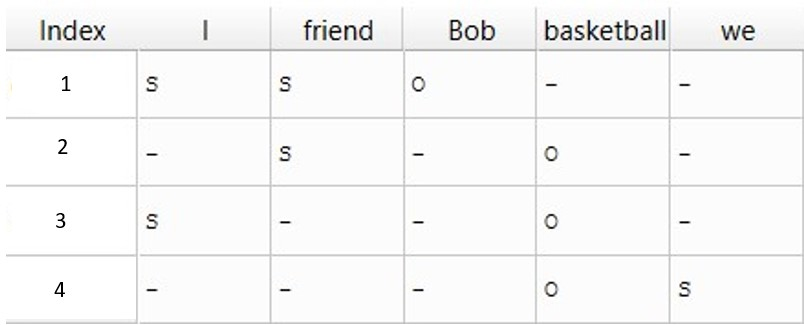 Index I friend Bob basketball we
1 S S O – –
2 – S – O –
3 S – – O –
4 – – – O S